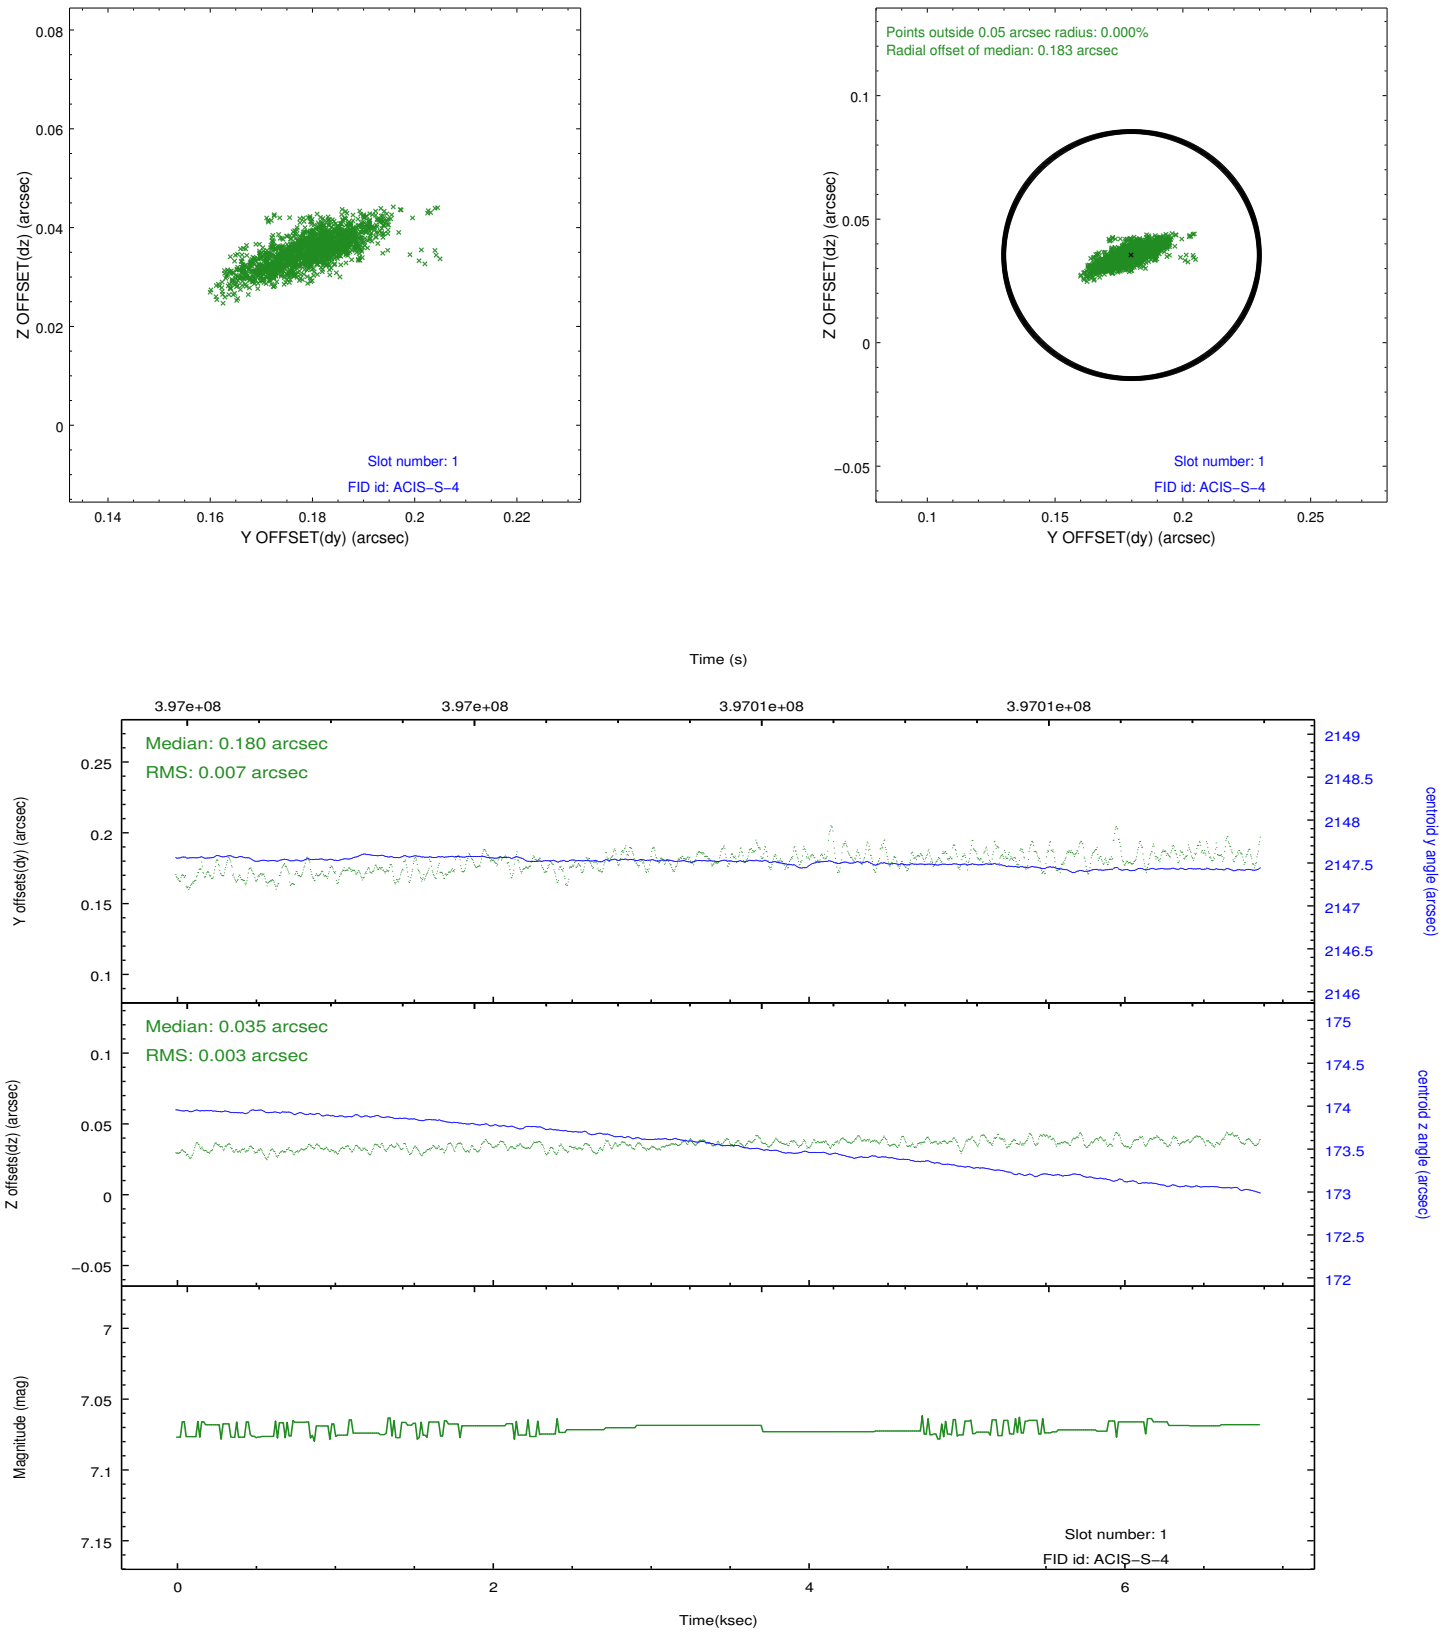 0.08
0.06
0.04
0.02
0
Z OFFSET(dz) (arcsec)
Slot number: 1
FID id: ACIS−S−4
0.14 0.16 0.18 0.2 0.22
Y OFFSET(dy) (arcsec)
Points outside 0.05 arcsec radius: 0.000%
Radial offset of median: 0.183 arcsec
0.1
0.05
0
−0.05
Z OFFSET(dz) (arcsec)
Slot number: 1
FID id: ACIS−S−4
0.1 0.15 0.2 0.25
Y OFFSET(dy) (arcsec)
Time (s)
3.97e+08 3.97e+08 3.9701e+08 3.9701e+08
Median: 0.180 arcsec
RMS: 0.007 arcsec
0.25
0.2
0.15
0.1
Y offsets(dy) (arcsec)
2149
2148.5
2148
2147.5
2147
2146.5
2146
centroid y angle (arcsec)
Median: 0.035 arcsec
RMS: 0.003 arcsec
0.1
0.05
0
−0.05
Z offsets(dz) (arcsec)
175
174.5
174
173.5
173
172.5
172
centroid z angle (arcsec)
7
7.05
7.1
7.15
Magnitude (mag)
Slot number: 1
FID id: ACIS−S−4
0 2 4 6
Time(ksec)